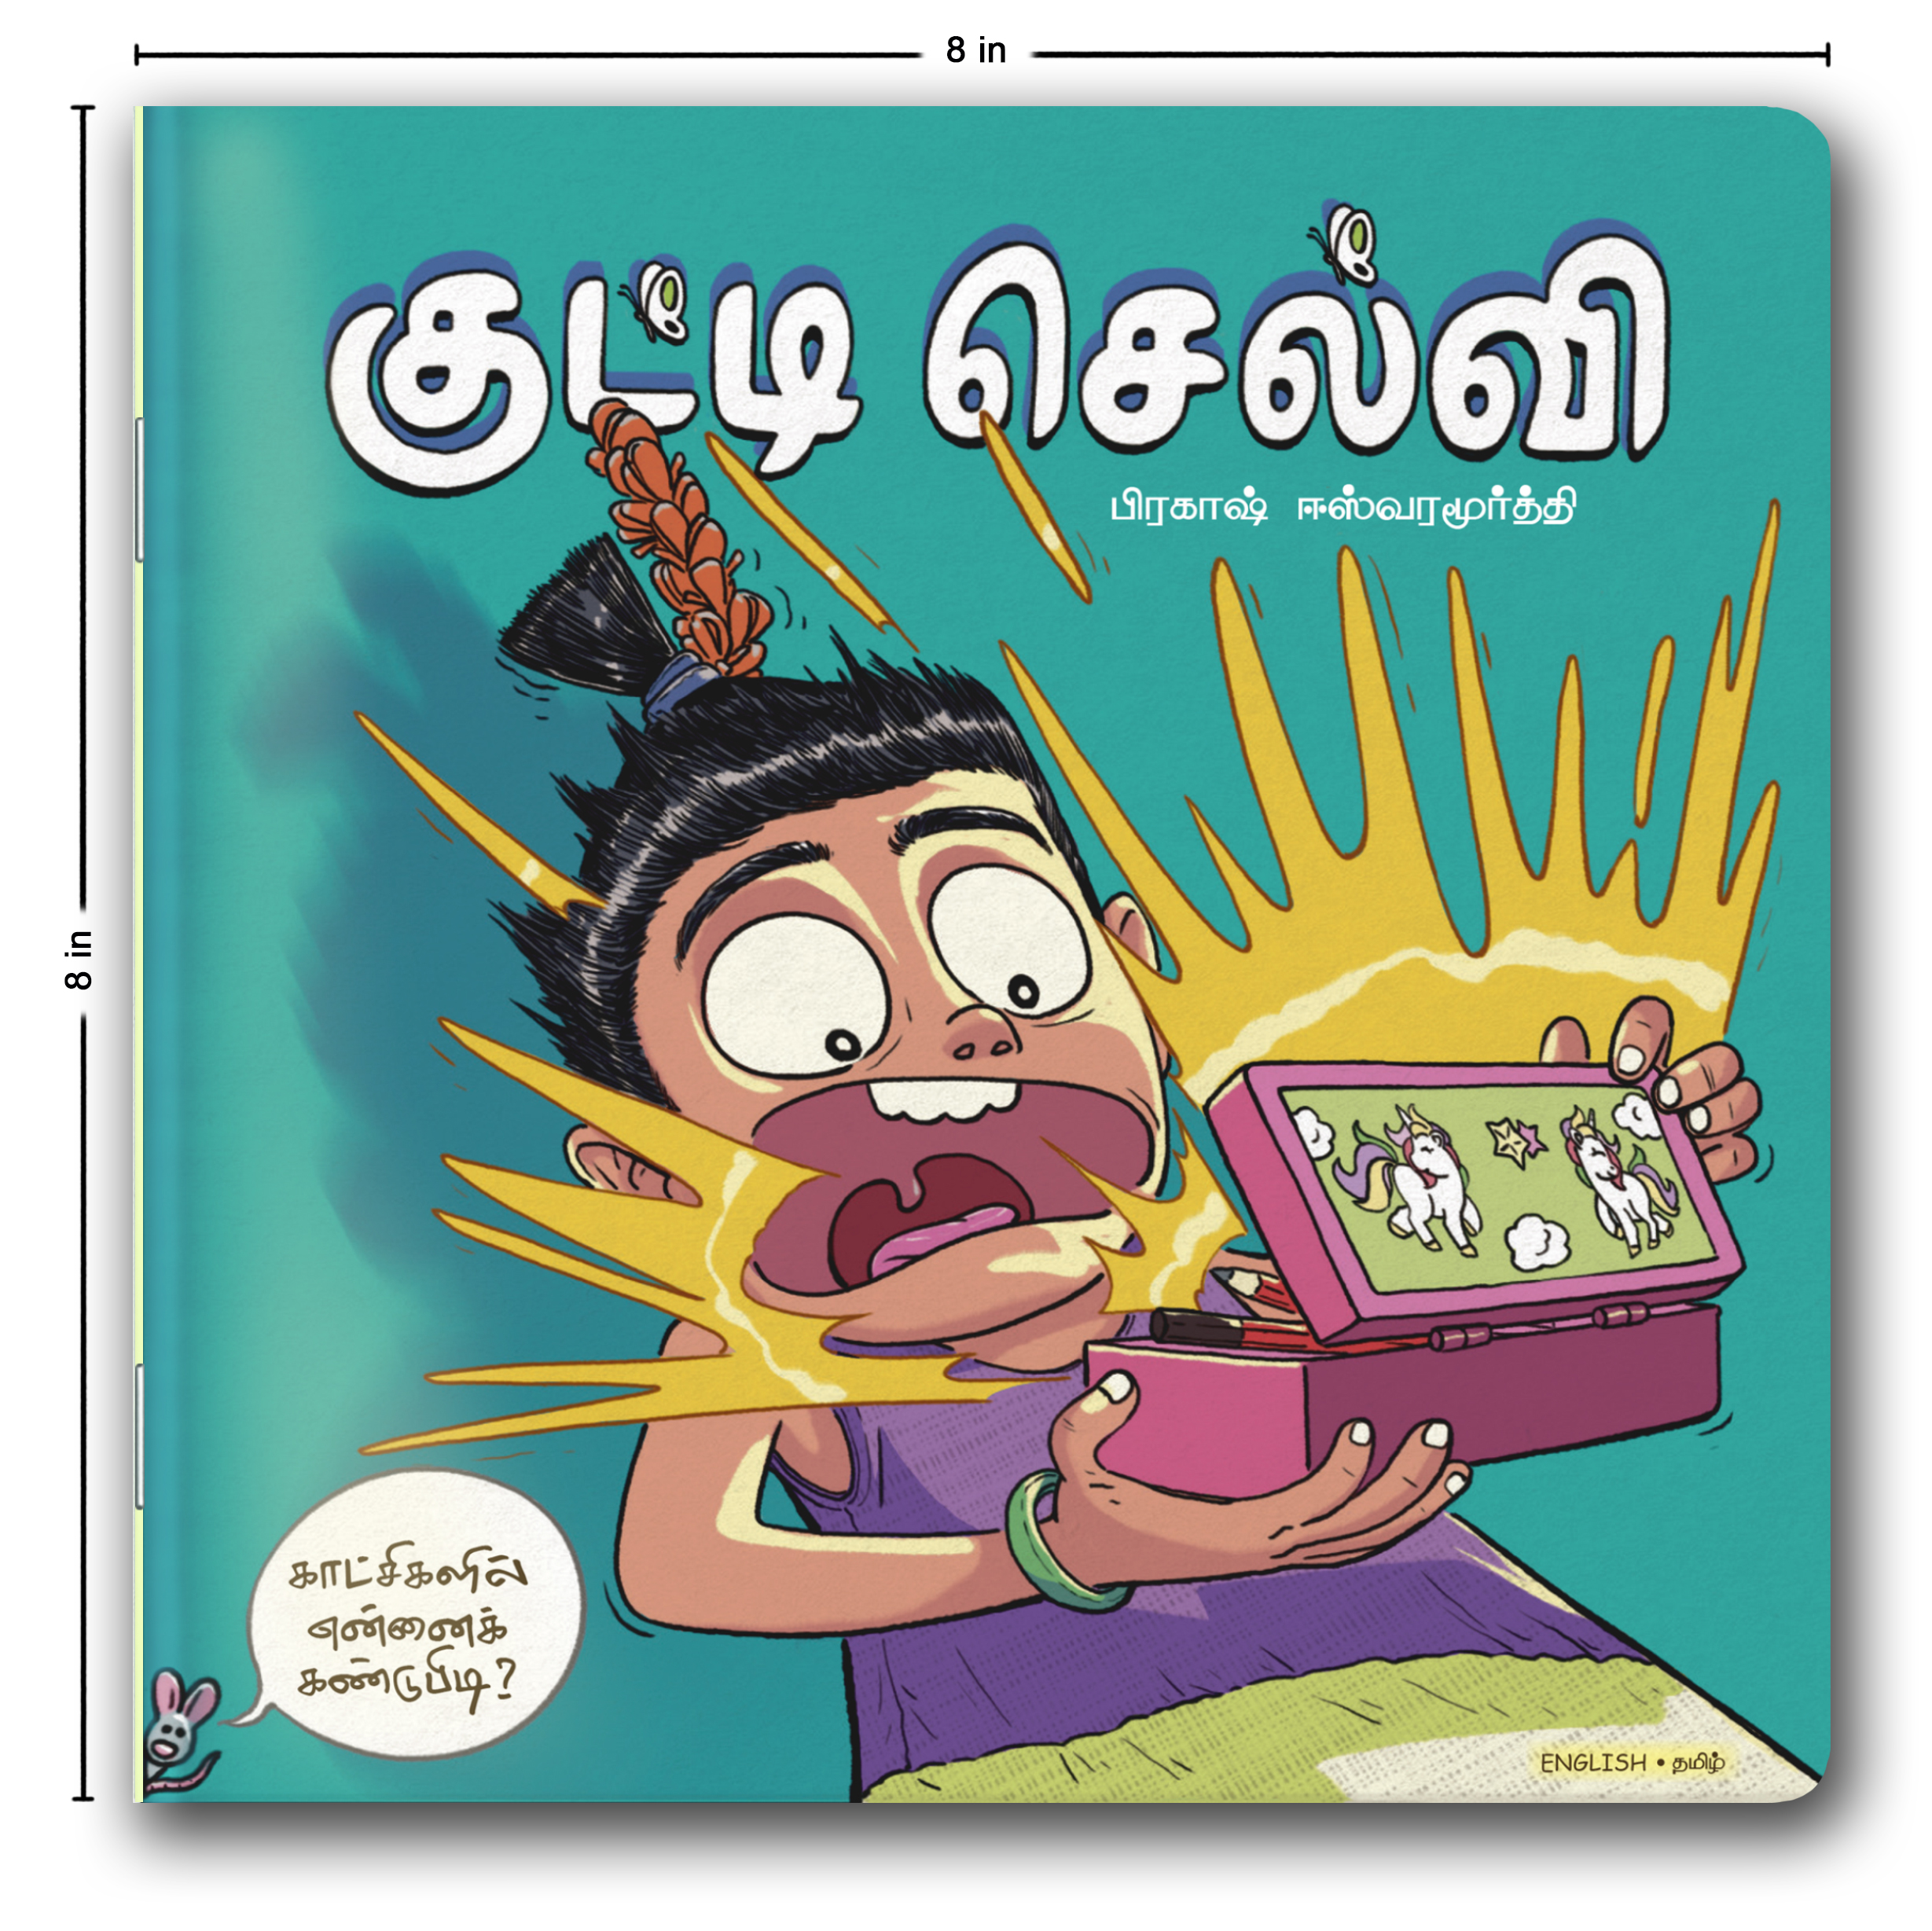 8 in
8 in
குட்டி செல்வி
பிரகாஷ் ஈஸ்வரமூர்த்தி
காட்சிகளில்
என்னைக்
கண்டுபிடி?
ENGLISH • தமிழ்